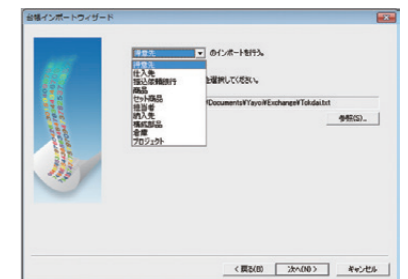 台帳インポートウィザード
得意先 のインポートを行う。
得意先
仕入先
振込依頼銀行
を選択してください。
商品
セット商品
担当者
¥Documents¥Yayoi¥Exchange¥Tokdai.txt
納入先
構成部品
参照(S)...
倉庫
プロジェクト
< 戻る(B)
次へ(N) >
キャンセル